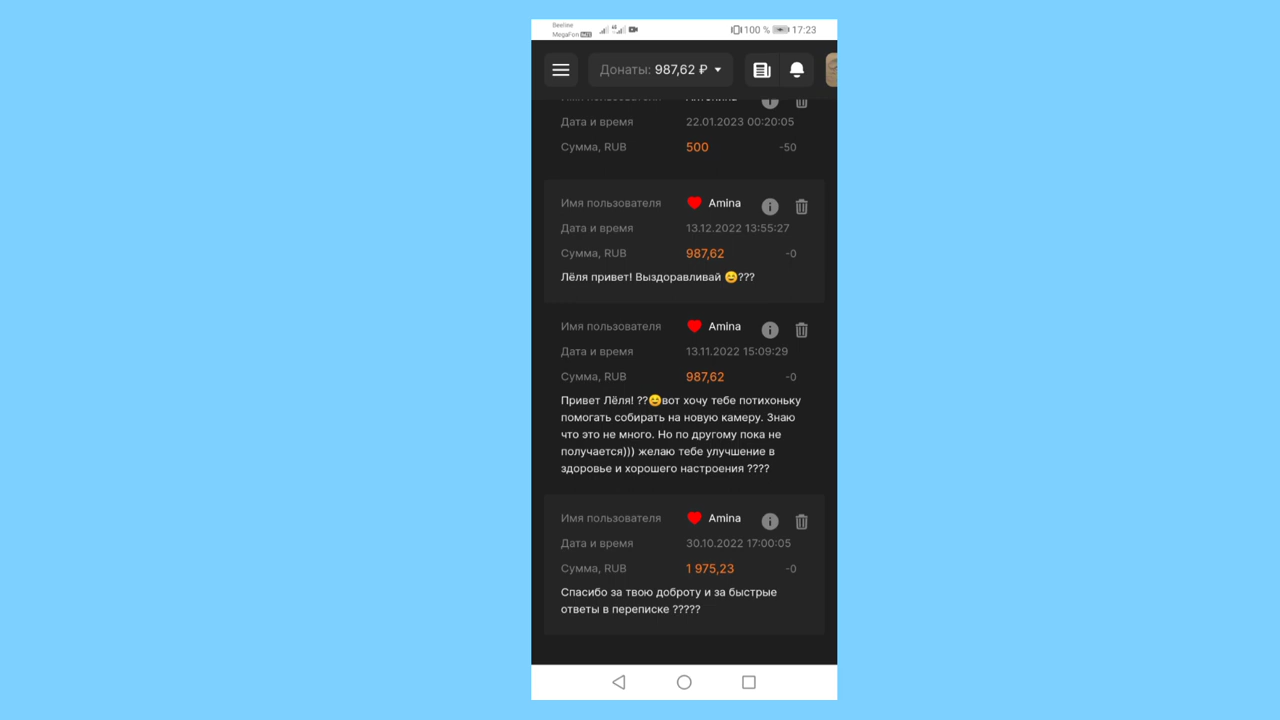 Beeline
MegaFon
100 % 17:23
Донаты: 987,62 ₽
Дата и время 22.01.2023 00:20:05
Сумма, RUB 500 -50
Имя пользователя Amina
Дата и время 13.12.2022 13:55:27
Сумма, RUB 987,62 -0
Лёля привет! Выздоравливай 😊???
Имя пользователя Amina
Дата и время 13.11.2022 15:09:29
Сумма, RUB 987,62 -0
Привет Лёля! ??😊вот хочу тебе потихоньку
помогать собирать на новую камеру. Знаю
что это не много. Но по другому пока не
получается))) желаю тебе улучшение в
здоровье и хорошего настроения ????
Имя пользователя Amina
Дата и время 30.10.2022 17:00:05
Сумма, RUB 1 975,23 -0
Спасибо за твою доброту и за быстрые
ответы в переписке ?????